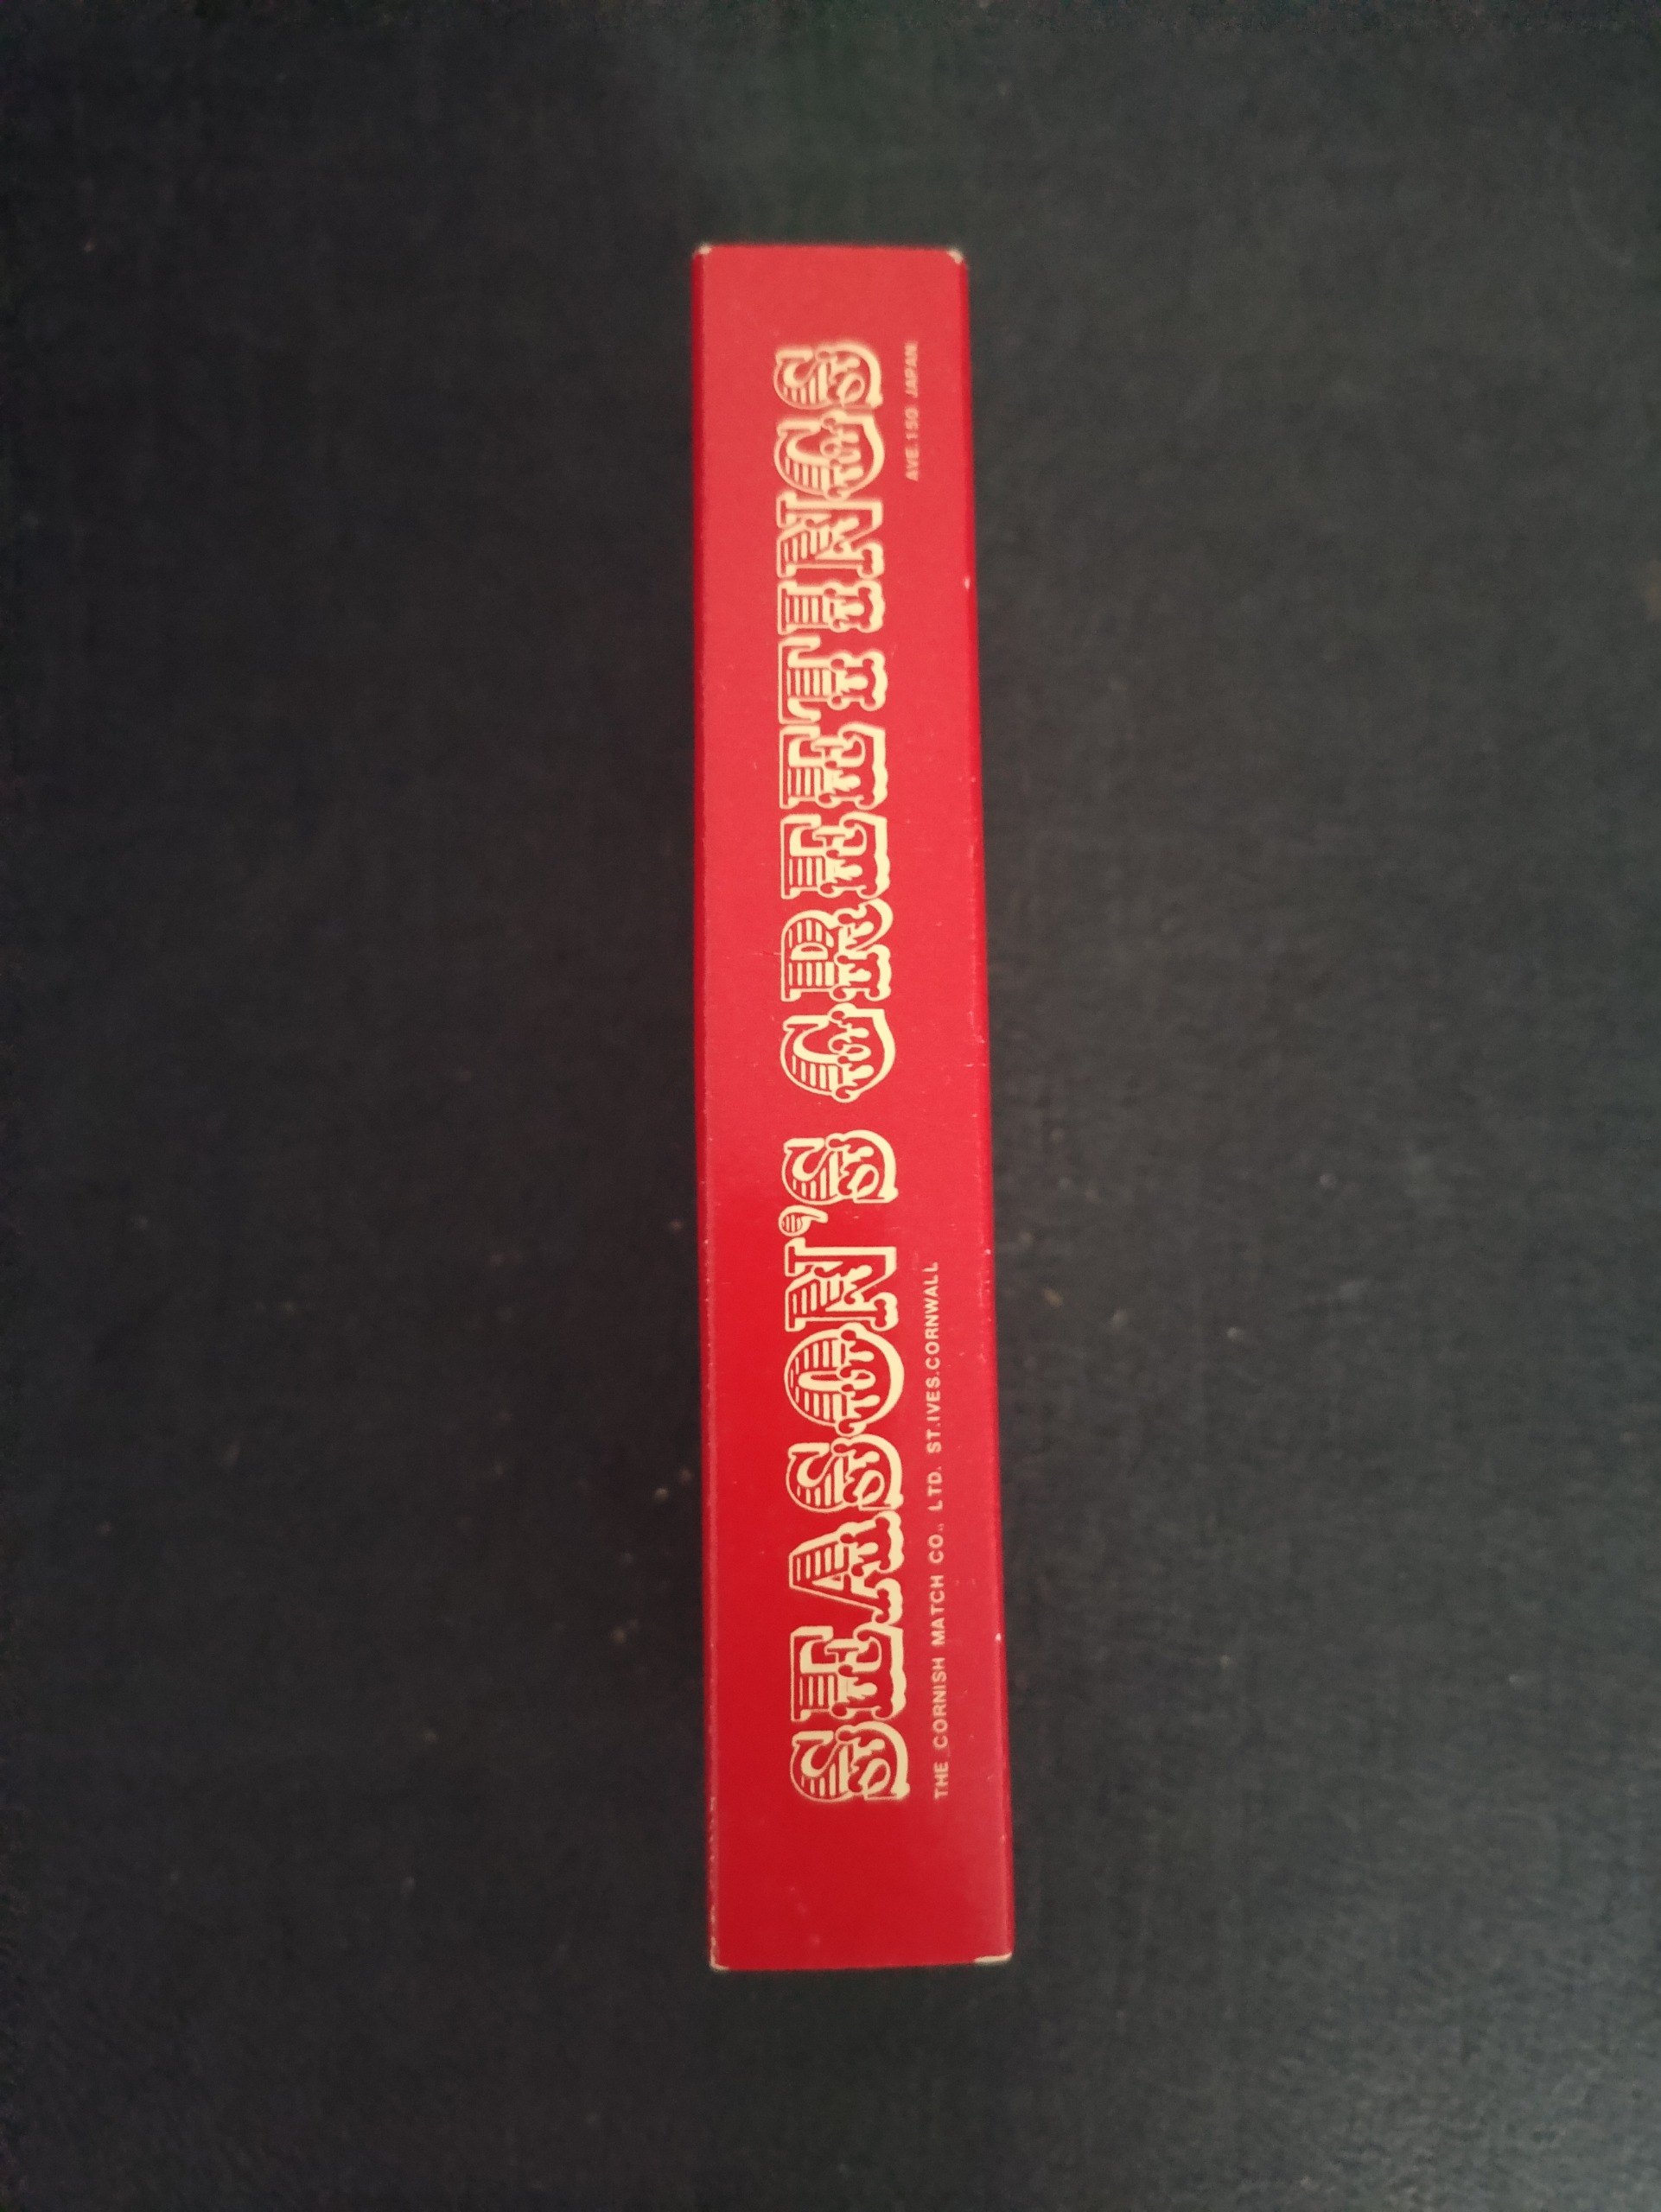 SEASON'S GREETINGS
THE CORNISH MATCH CO., LTD. ST.IVES.CORNWALL AVE.150. JAPAN